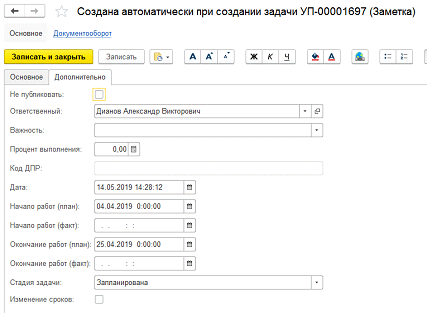 Создана автоматически при создании задачи УП-00001697 (Заметка)
Основное Документооборот
Записать и закрыть Записать А А А Ж К Ч
Основное Дополнительно
Не публиковать:
Ответственный: Дианов Александр Викторович
Важность:
Процент выполнения: 0,00
Код ДПР:
Дата: 14.05.2019 14:28:12
Начало работ (план): 04.04.2019 0:00:00
Начало работ (факт): . . : :
Окончание работ (план): 25.04.2019 0:00:00
Окончание работ (факт): . . : :
Стадия задачи: Запланирована
Изменение сроков: